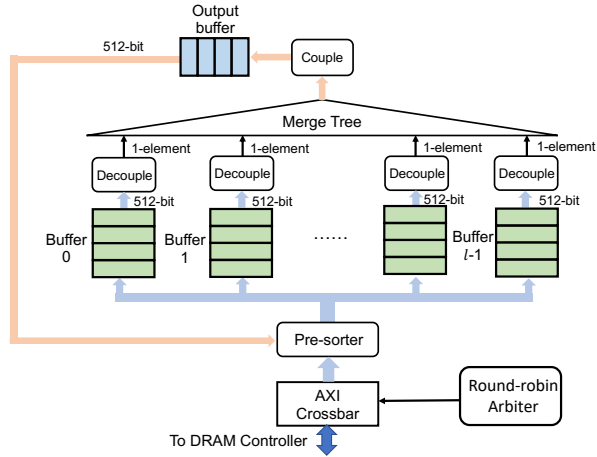 Output
buffer
512-bit
Couple
Merge Tree
1-element
1-element
1-element
1-element
Decouple
Decouple
Decouple
Decouple
512-bit
512-bit
512-bit
512-bit
Buffer
0
Buffer
1
......
Buffer
l-1
Pre-sorter
AXI
Crossbar
Round-robin
Arbiter
To DRAM Controller